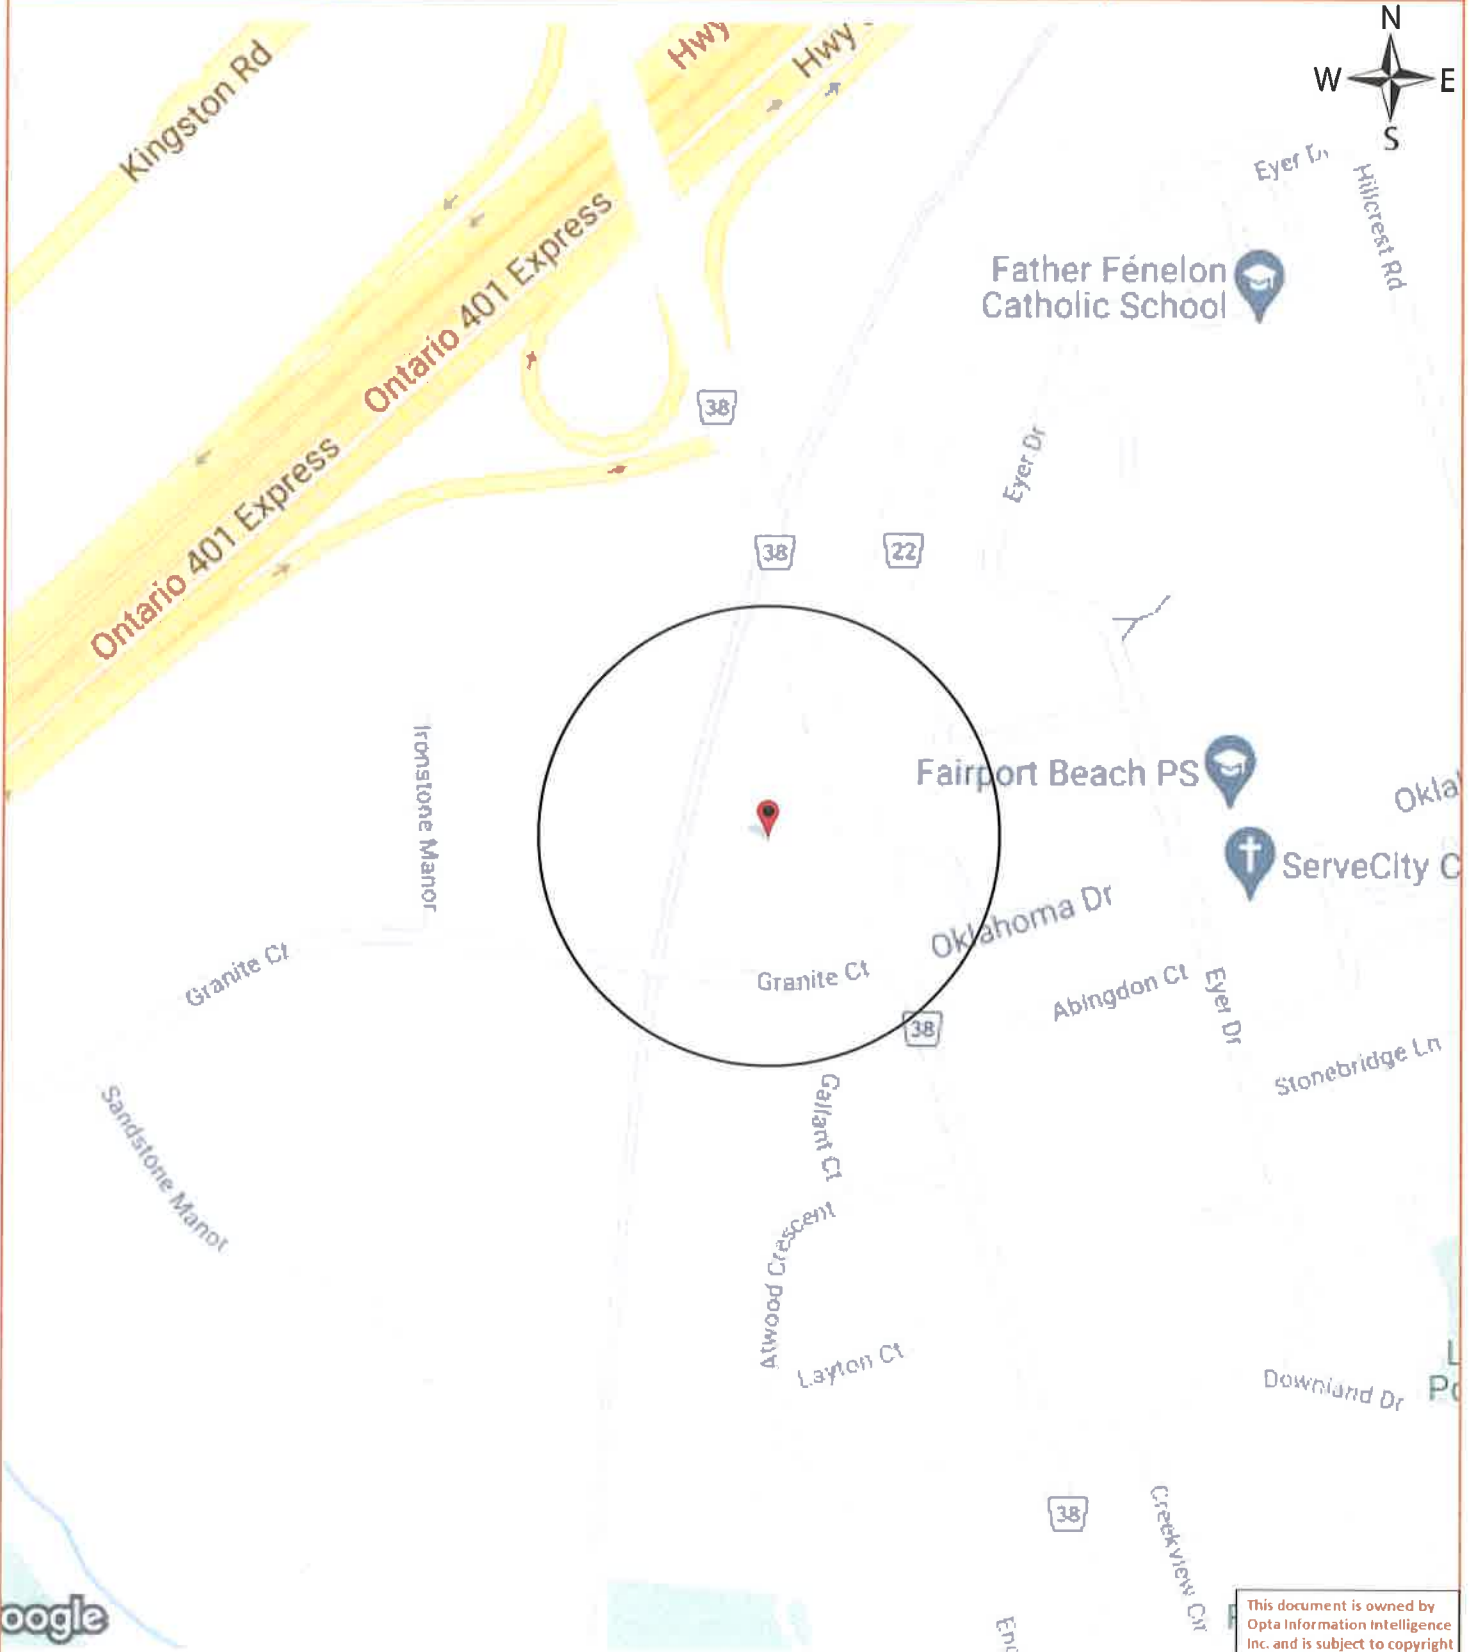 N
Hwy
Hwy
W
E
Kingston Rd
S
Eyer
Hillcrest Rd
Ontario 401 Express
Father Fénelon
Catholic School
38
Eyer Dr
Ontario 401 Express
38
22
Ironstone Manor
Fairport Beach PS
Okla
ServeCity C
Oklahoma Dr
Granite Ct
Granite Ct
Abingdon Ct
Eyer Dr
38
Stonebridge Ln
Gallant Ct
Sandstone Manor
Atwood Crescent
Layton Ct
Downland Dr
L
Po
38
Creekview Cir
oogle
This document is owned by
Opta Information Intelligence
Inc. and is subject to copyright